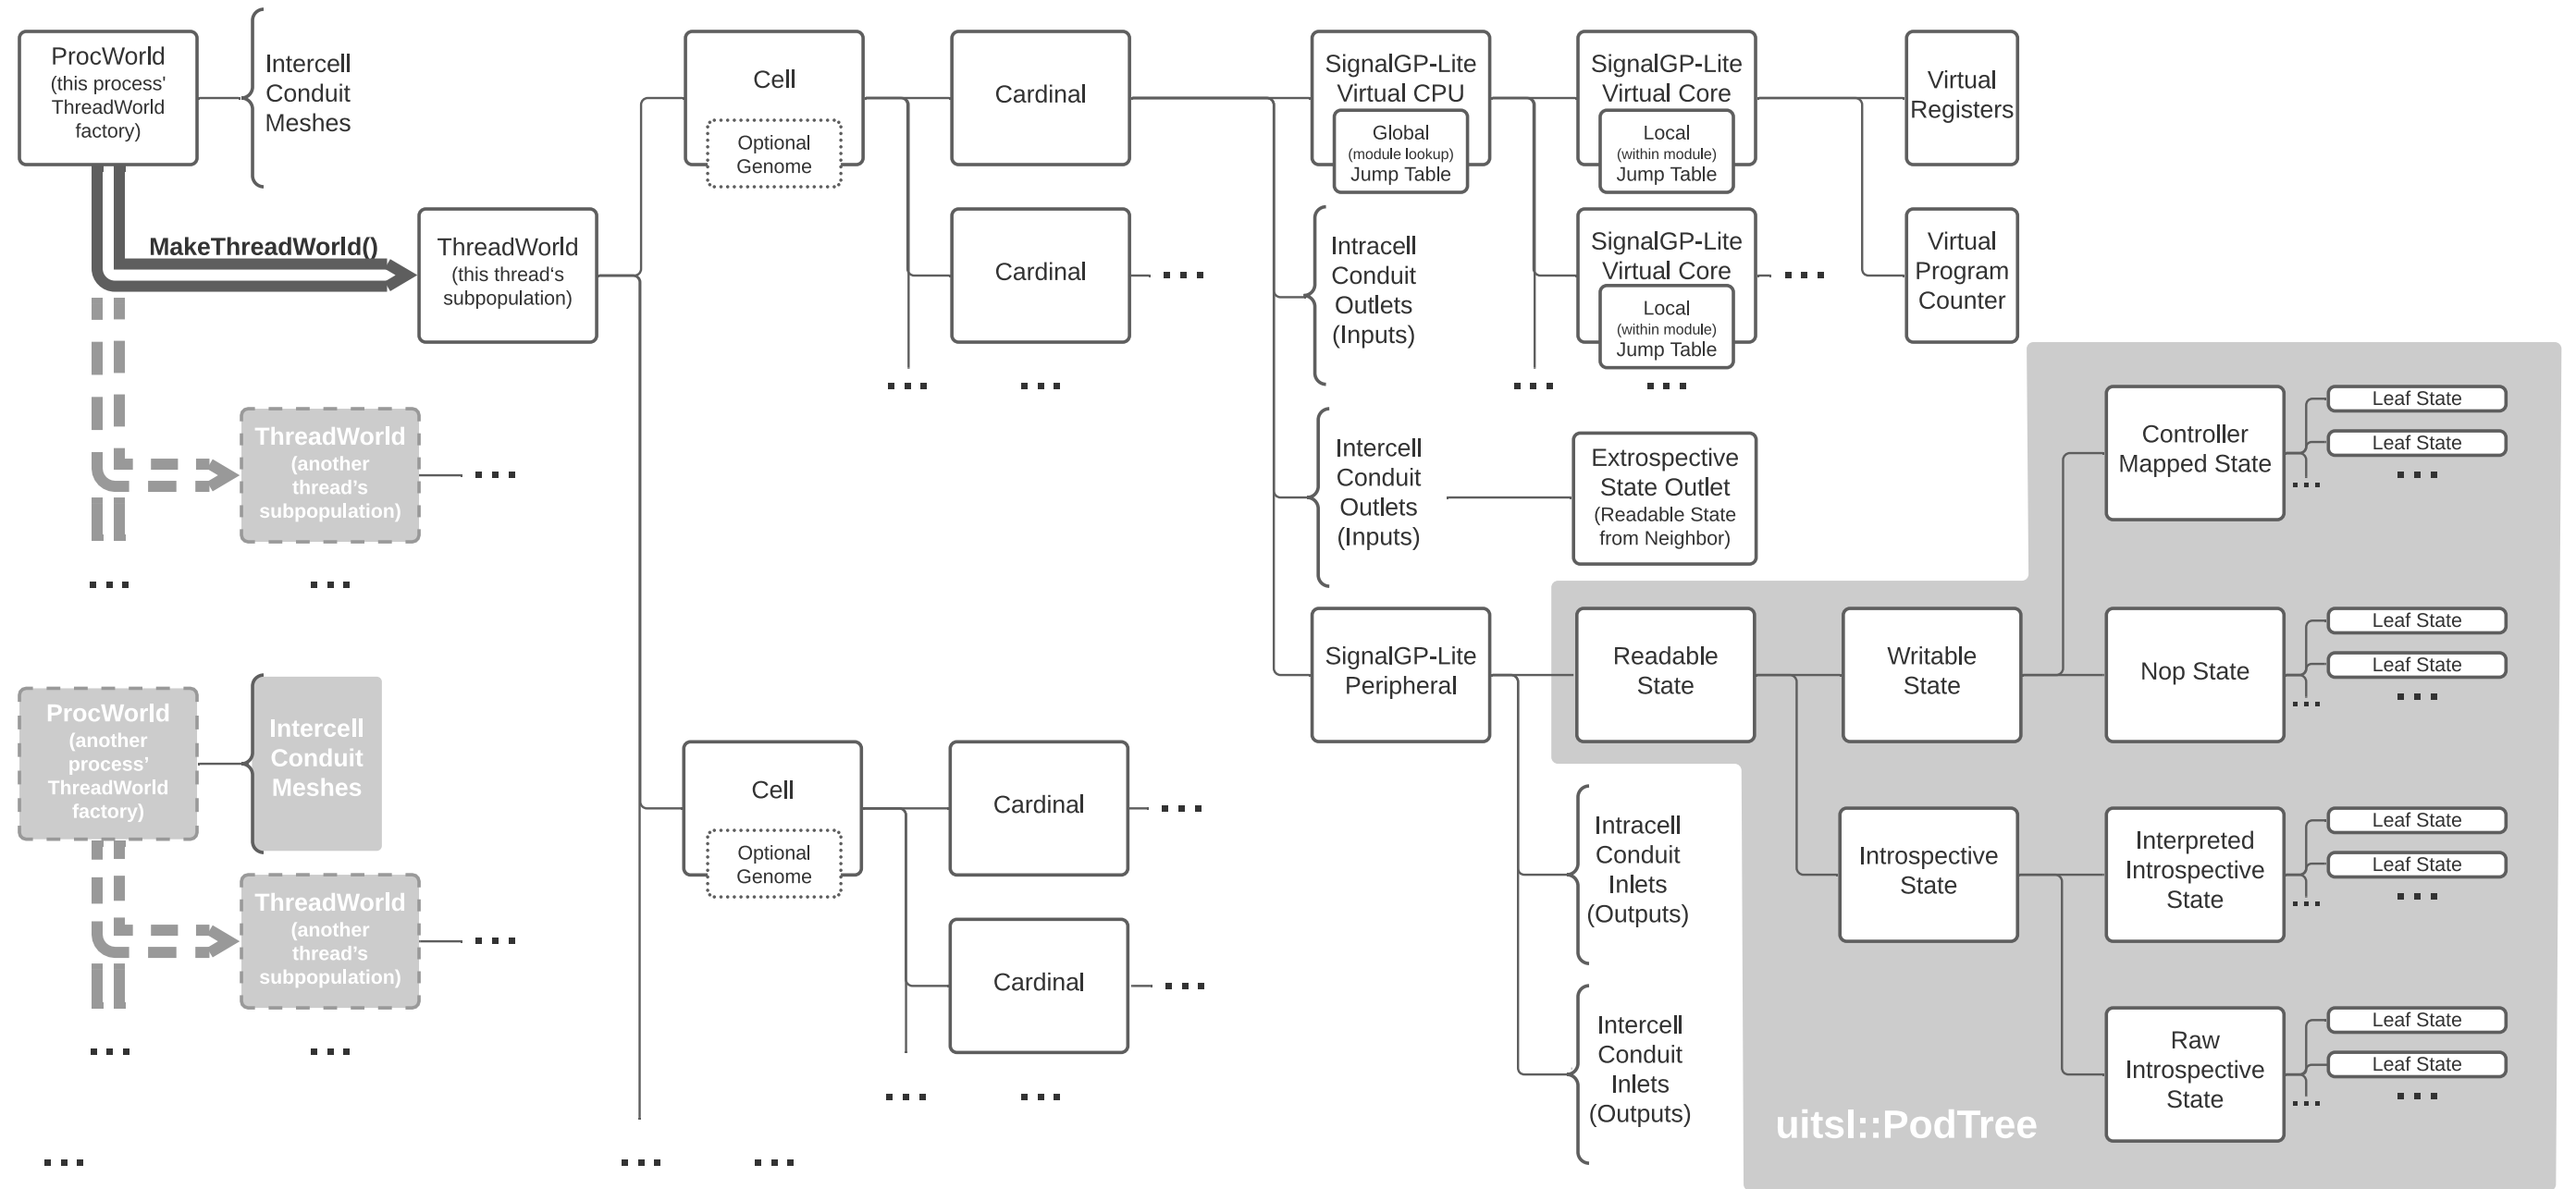 ProcWorld
(this process'
ThreadWorld
factory)
Intercell
Conduit
Meshes
MakeThreadWorld()
ThreadWorld
(this thread‘s
subpopulation)
ThreadWorld
(another
thread’s
subpopulation)
...
...
...
ProcWorld
(another
process’
ThreadWorld
factory)
Intercell
Conduit
Meshes
ThreadWorld
(another
thread’s
subpopulation)
...
...
...
...
Cell
Optional
Genome
Cardinal
Cardinal
...
...
...
Cell
Optional
Genome
Cardinal
...
Cardinal
...
...
...
...
...
SignalGP-Lite
Virtual CPU
Global
(module lookup)
Jump Table
SignalGP-Lite
Virtual Core
Local
(within module)
Jump Table
Virtual
Registers
SignalGP-Lite
Virtual Core
Local
(within module)
Jump Table
...
Virtual
Program
Counter
...
...
Intracell
Conduit
Outlets
(Inputs)
Intercell
Conduit
Outlets
(Inputs)
Extrospective
State Outlet
(Readable State
from Neighbor)
SignalGP-Lite
Peripheral
Readable
State
Writable
State
Controller
Mapped State
Leaf State
Leaf State
...
...
Nop State
Leaf State
Leaf State
...
...
Introspective
State
Interpreted
Introspective
State
Leaf State
Leaf State
...
...
Raw
Introspective
State
Leaf State
Leaf State
...
...
Intracell
Conduit
Inlets
(Outputs)
Intercell
Conduit
Inlets
(Outputs)
uitsl::PodTree